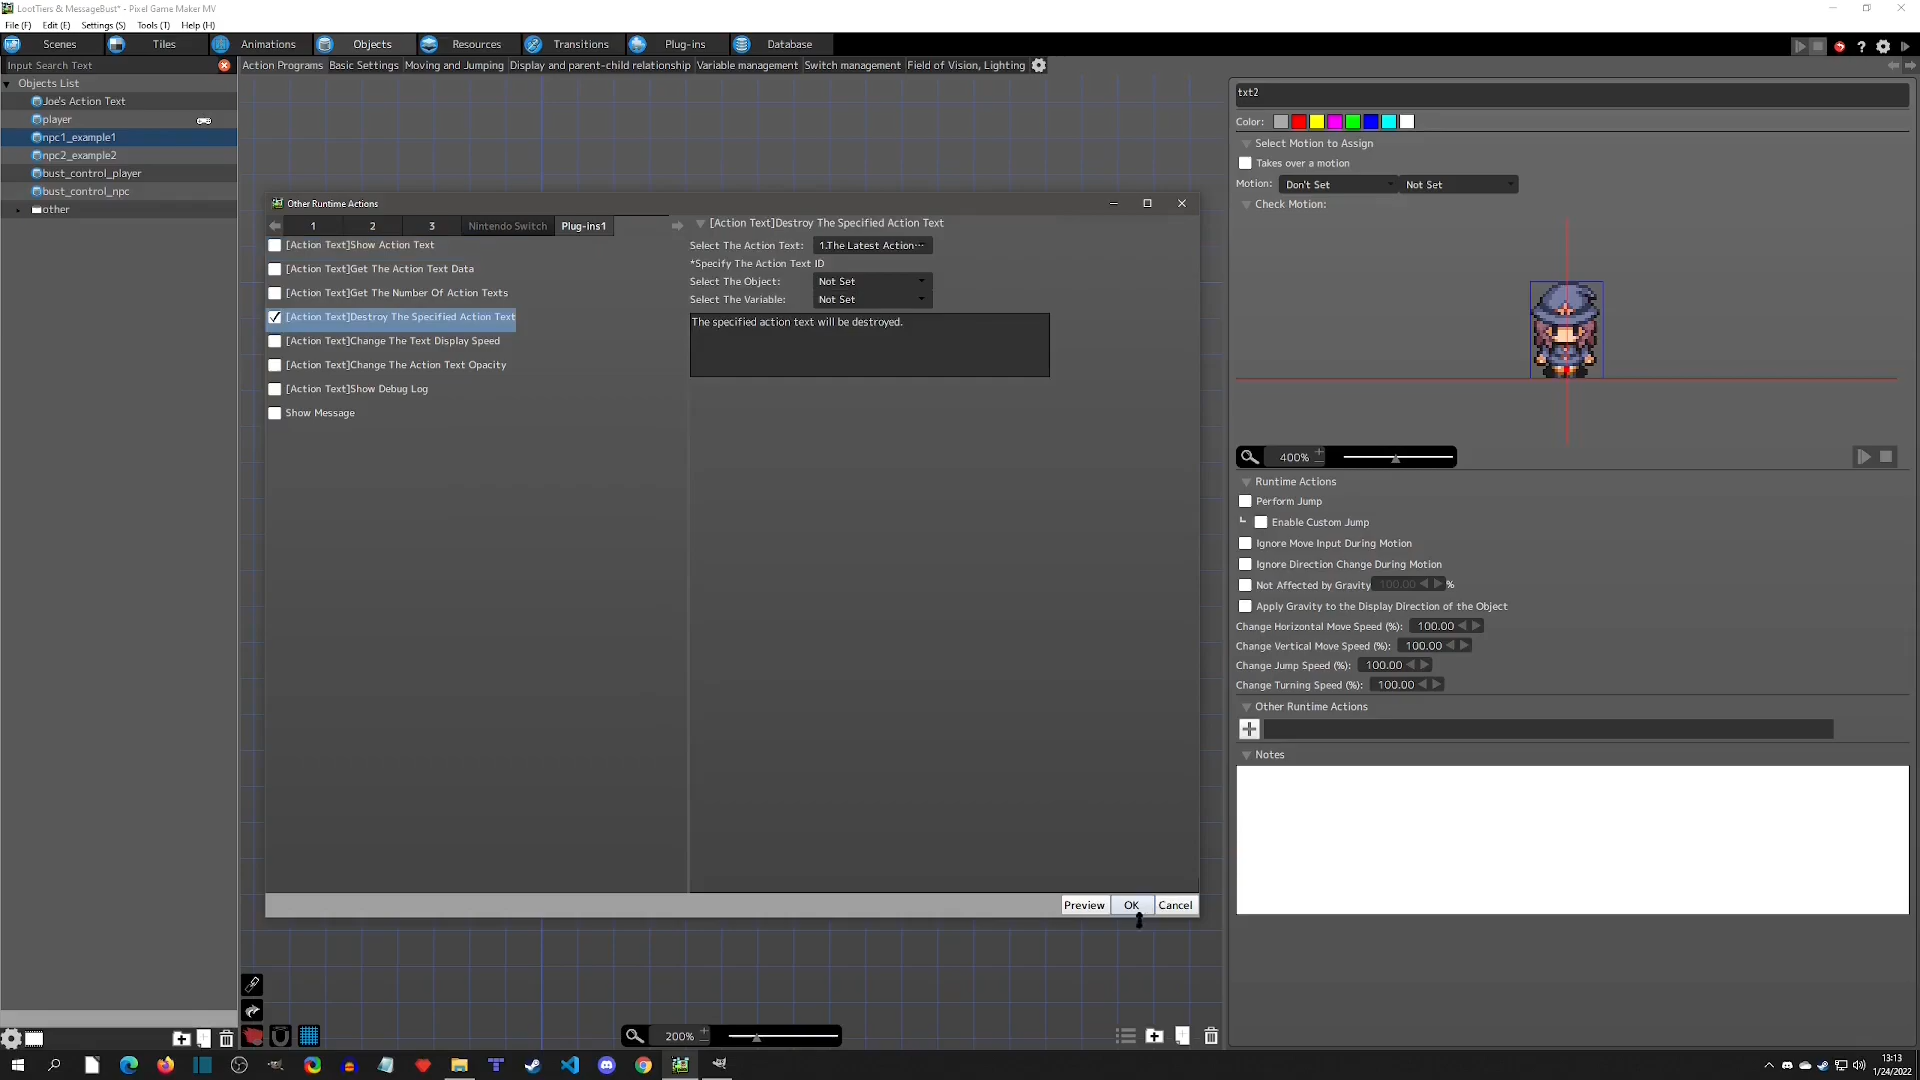 LootTiers & MessageBust* - Pixel Game Maker MV
File (F) Edit (E) Settings (S) Tools (T) Help (H)
Scenes Tiles Animations Objects Resources Transitions Plug-ins Database
Input Search Text
Action Programs Basic Settings Moving and Jumping Display and parent-child relationship Variable management Switch management Field of Vision, Lighting
Objects List
Joe's Action Text
player
npc1_example1
npc2_example2
bust_control_player
bust_control_npc
other
Other Runtime Actions
1 2 3 Nintendo Switch Plug-ins1
[Action Text]Show Action Text
[Action Text]Get The Action Text Data
[Action Text]Get The Number Of Action Texts
[Action Text]Destroy The Specified Action Text
[Action Text]Change The Text Display Speed
[Action Text]Change The Action Text Opacity
[Action Text]Show Debug Log
Show Message
[Action Text]Destroy The Specified Action Text
Select The Action Text: 1.The Latest Action···
*Specify The Action Text ID
Select The Object: Not Set
Select The Variable: Not Set
The specified action text will be destroyed.
Preview OK Cancel
200%
txt2
Color:
Select Motion to Assign
Takes over a motion
Motion: Don't Set Not Set
Check Motion:
400%
Runtime Actions
Perform Jump
Enable Custom Jump
Ignore Move Input During Motion
Ignore Direction Change During Motion
Not Affected by Gravity 100.00 %
Apply Gravity to the Display Direction of the Object
Change Horizontal Move Speed (%): 100.00
Change Vertical Move Speed (%): 100.00
Change Jump Speed (%): 100.00
Change Turning Speed (%): 100.00
Other Runtime Actions
Notes
13:13
1/24/2022